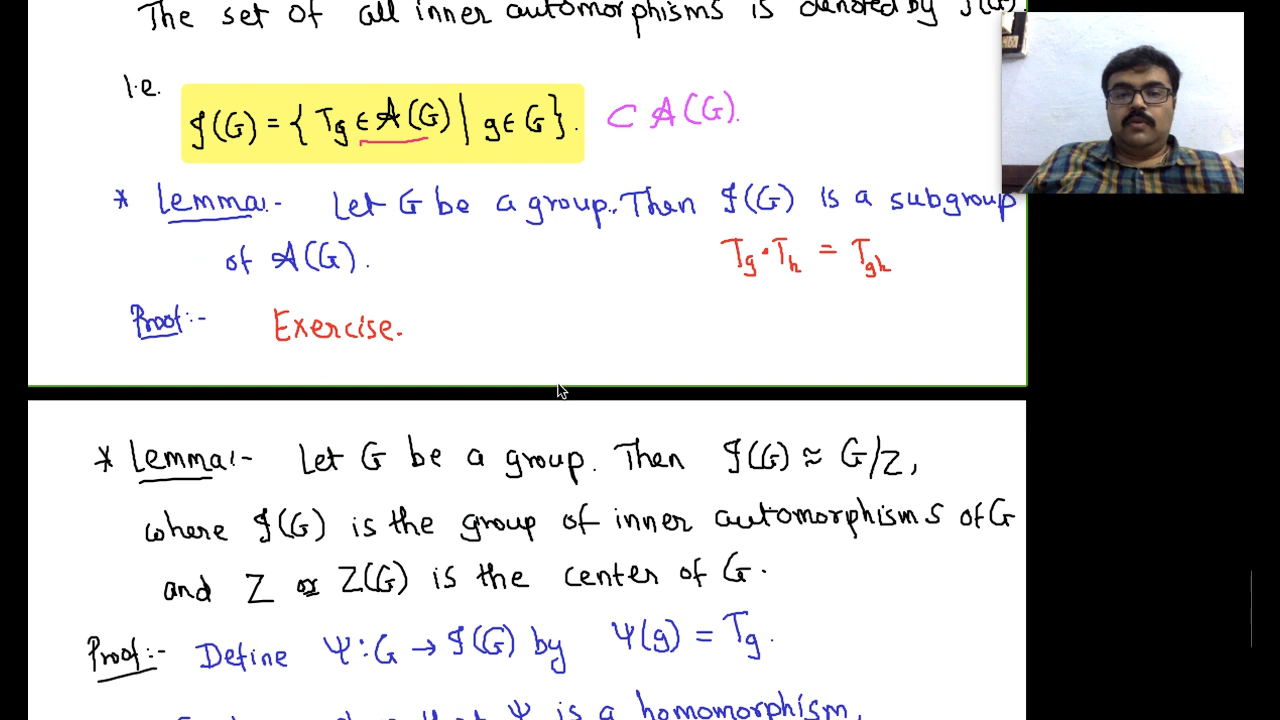 The set of all inner automorphisms is denoted by 𝓘(G)
i.e.
𝓘(G) = { T_g ∈ 𝒜(G) | g ∈ G }. ⊂ 𝒜(G).
* Lemma:- Let G be a group. Then 𝓘(G) is a subgroup
of 𝒜(G).
T_g · T_h = T_gh
Proof:- Exercise.
* Lemma:- Let G be a group. Then 𝓘(G) ≈ G/Z,
where 𝓘(G) is the group of inner automorphisms of G
and Z or Z(G) is the center of G.
Proof:- Define Ψ : G → 𝓘(G) by Ψ(g) = T_g.
that Ψ is a homomorphism,